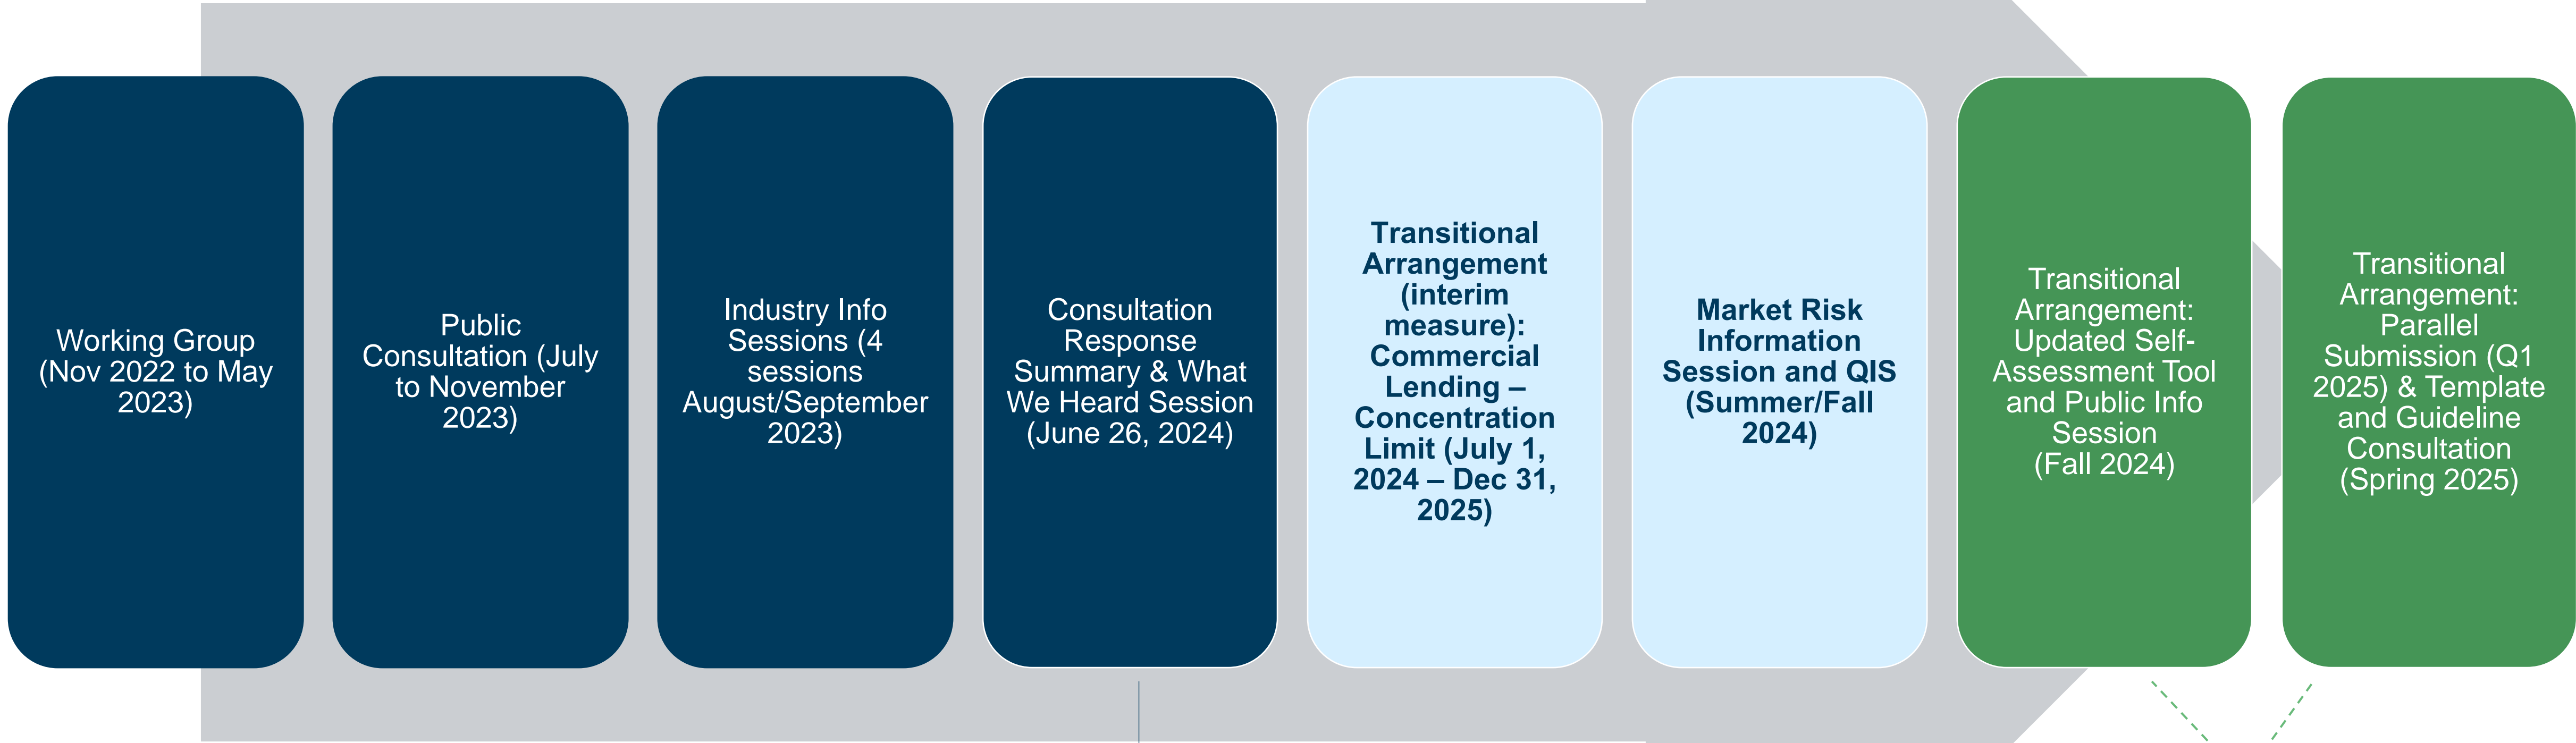 Working Group
(Nov 2022 to May
2023)
Public
Consultation (July
to November
2023)
Industry Info
Sessions (4
sessions
August/September
2023)
Consultation
Response
Summary & What
We Heard Session
(June 26, 2024)
Transitional
Arrangement
(interim
measure):
Commercial
Lending –
Concentration
Limit (July 1,
2024 – Dec 31,
2025)
Market Risk
Information
Session and QIS
(Summer/Fall
2024)
Transitional
Arrangement:
Updated Self-
Assessment Tool
and Public Info
Session
(Fall 2024)
Transitional
Arrangement:
Parallel
Submission (Q1
2025) & Template
and Guideline
Consultation
(Spring 2025)